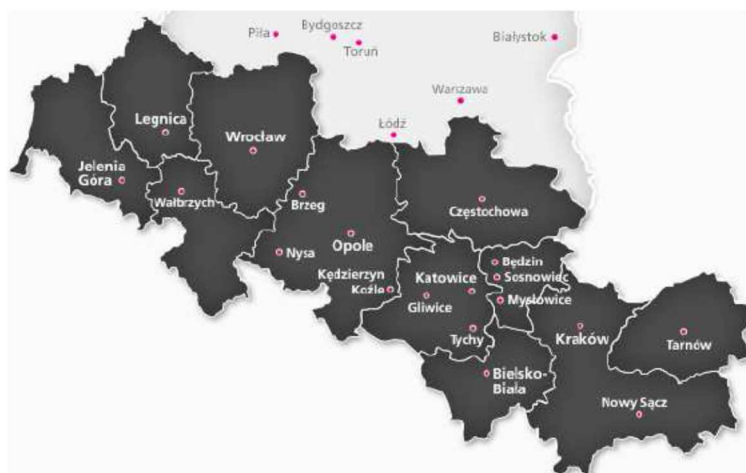 Piła
Bydgoszcz
Toruń
Białystok
Warszawa
Łódź
Legnica
Wrocław
Jelenia
Góra
Wałbrzych
Brzeg
Częstochowa
Opole
Nysa
Kędzierzyn
Koźle
Katowice
Gliwice
Tychy
Będzin
Sosnowiec
Mysłowice
Kraków
Tarnów
Bielsko-
Biała
Nowy Sącz